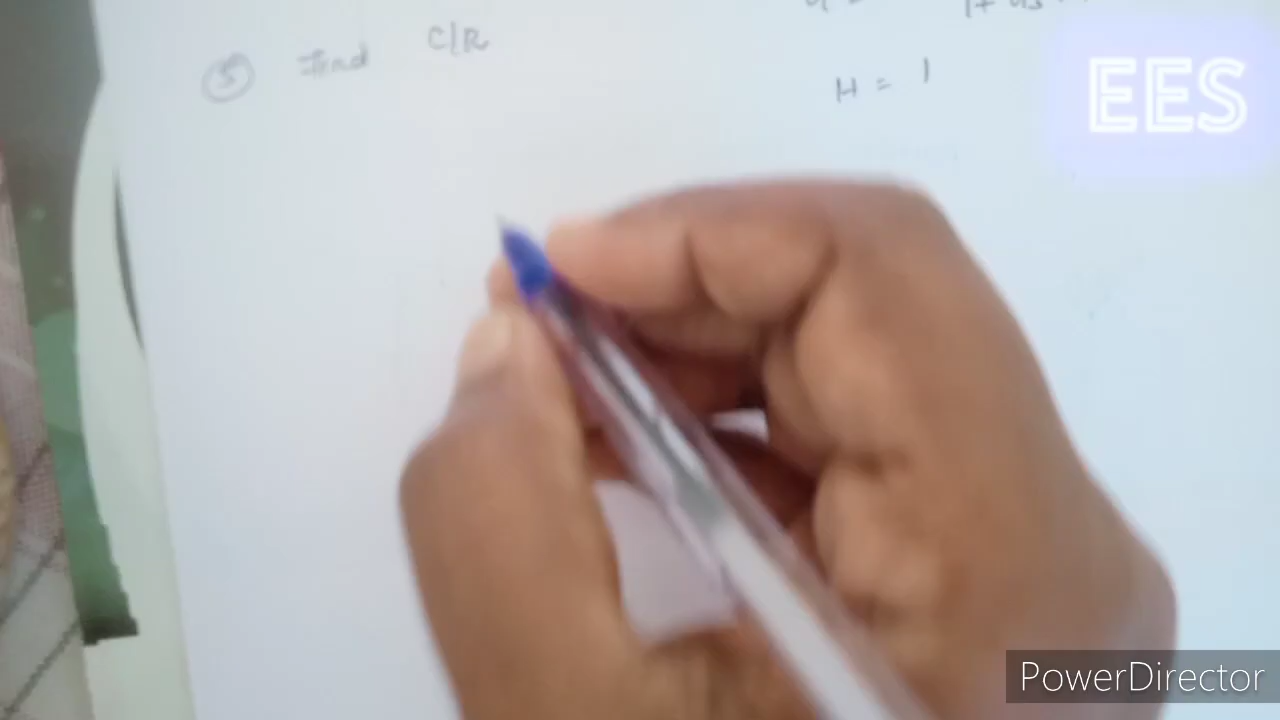 ⑤ Find C/R
H = 1
EES
PowerDirector